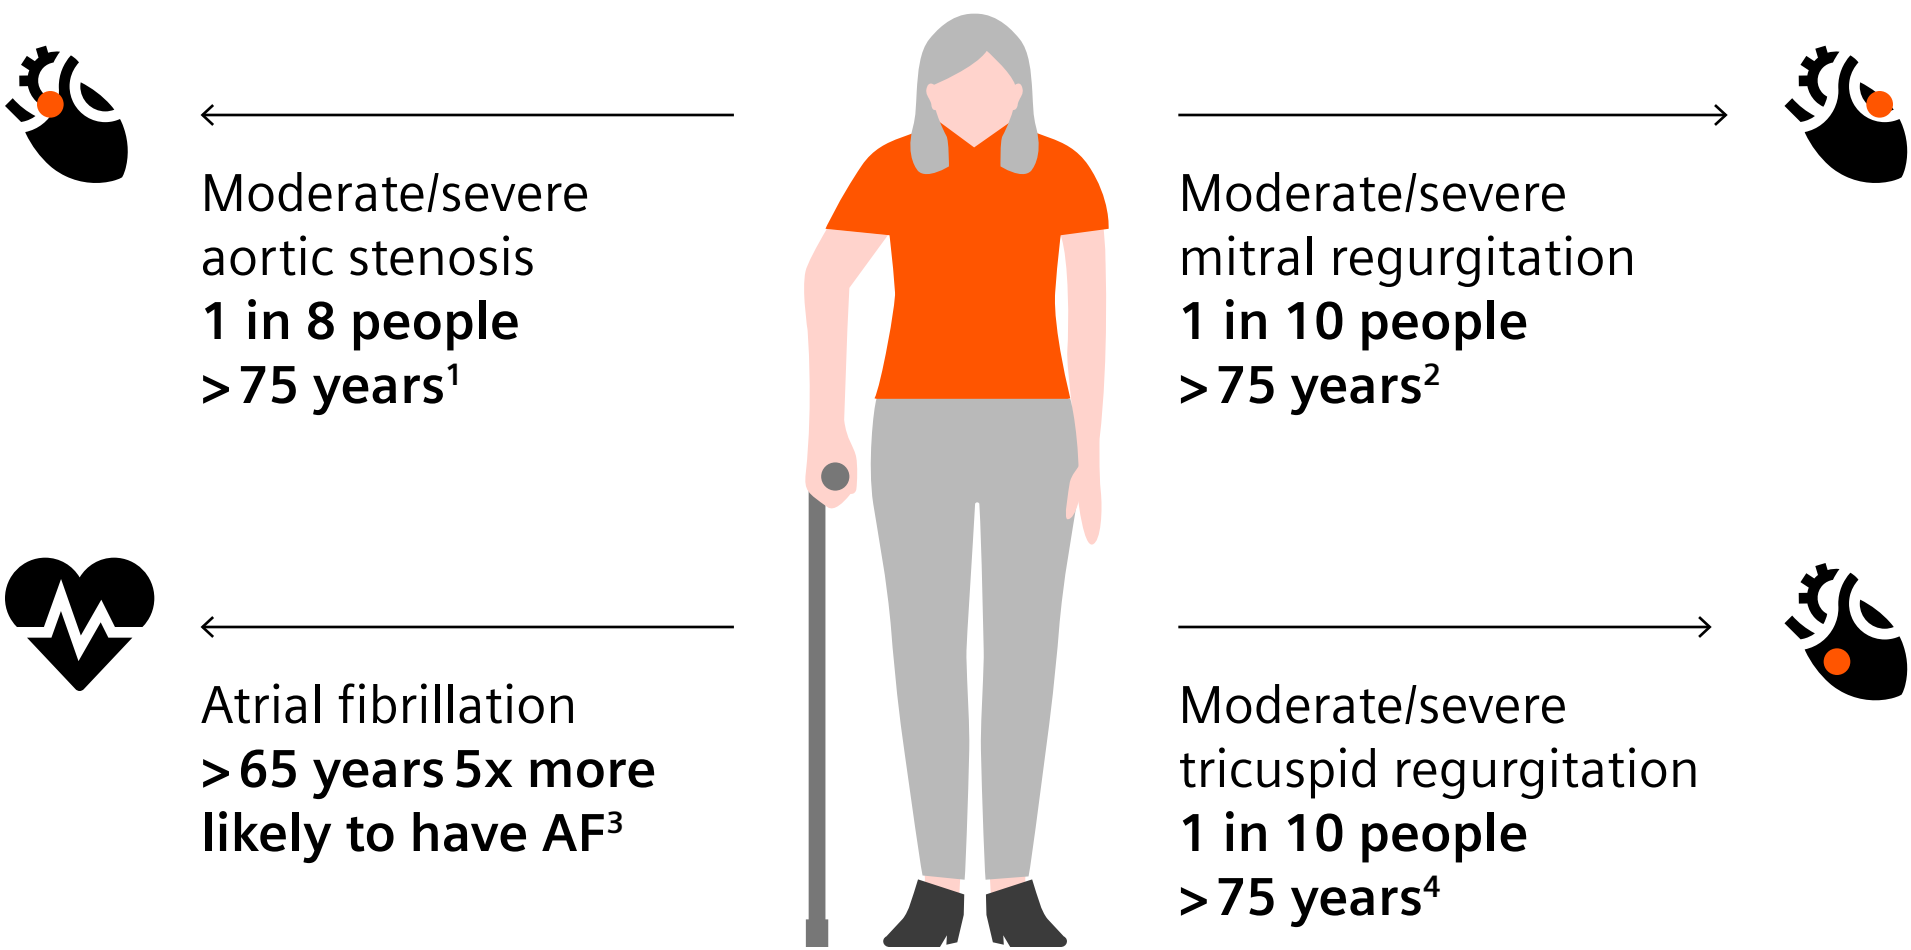 Moderate/severe
aortic stenosis
1 in 8 people
> 75 years¹
Moderate/severe
mitral regurgitation
1 in 10 people
> 75 years²
Atrial fibrillation
> 65 years 5x more
likely to have AF³
Moderate/severe
tricuspid regurgitation
1 in 10 people
> 75 years⁴